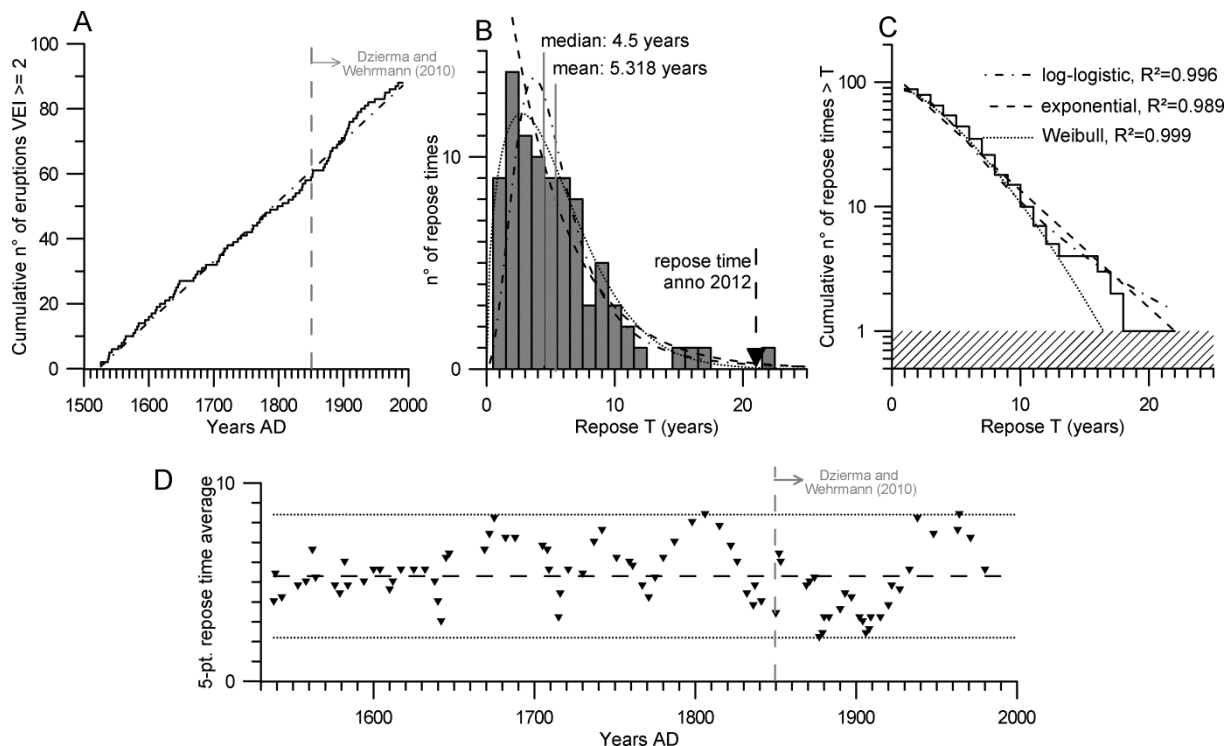 A
Cumulative n° of eruptions VEI >= 2
100
80
60
40
20
0
1500
1600
1700
1800
1900
2000
Years AD
Dzierma and
Wehrmann (2010)
B
n° of repose times
10
0
median: 4.5 years
mean: 5.318 years
repose time
anno 2012
0
10
20
Repose T (years)
C
Cumulative n° of repose times > T
100
10
1
log-logistic, R²=0.996
exponential, R²=0.989
Weibull, R²=0.999
0
10
20
Repose T (years)
D
5-pt. repose time average
10
0
Dzierma and
Wehrmann (2010)
1600
1700
1800
1900
2000
Years AD